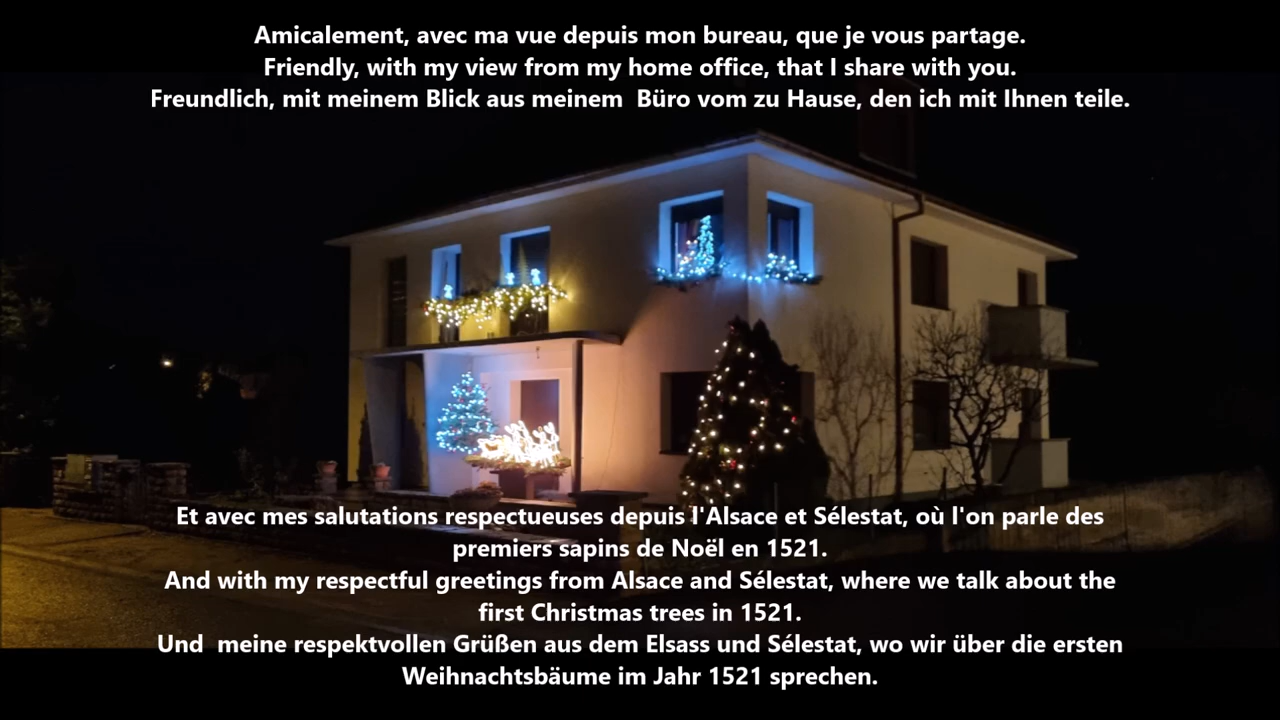 Amicalement, avec ma vue depuis mon bureau, que je vous partage.
Friendly, with my view from my home office, that I share with you.
Freundlich, mit meinem Blick aus meinem  Büro vom zu Hause, den ich mit Ihnen teile.
Et avec mes salutations respectueuses depuis l'Alsace et Sélestat, où l'on parle des
premiers sapins de Noël en 1521.
And with my respectful greetings from Alsace and Sélestat, where we talk about the
first Christmas trees in 1521.
Und  meine respektvollen Grüßen aus dem Elsass und Sélestat, wo wir über die ersten
Weihnachtsbäume im Jahr 1521 sprechen.